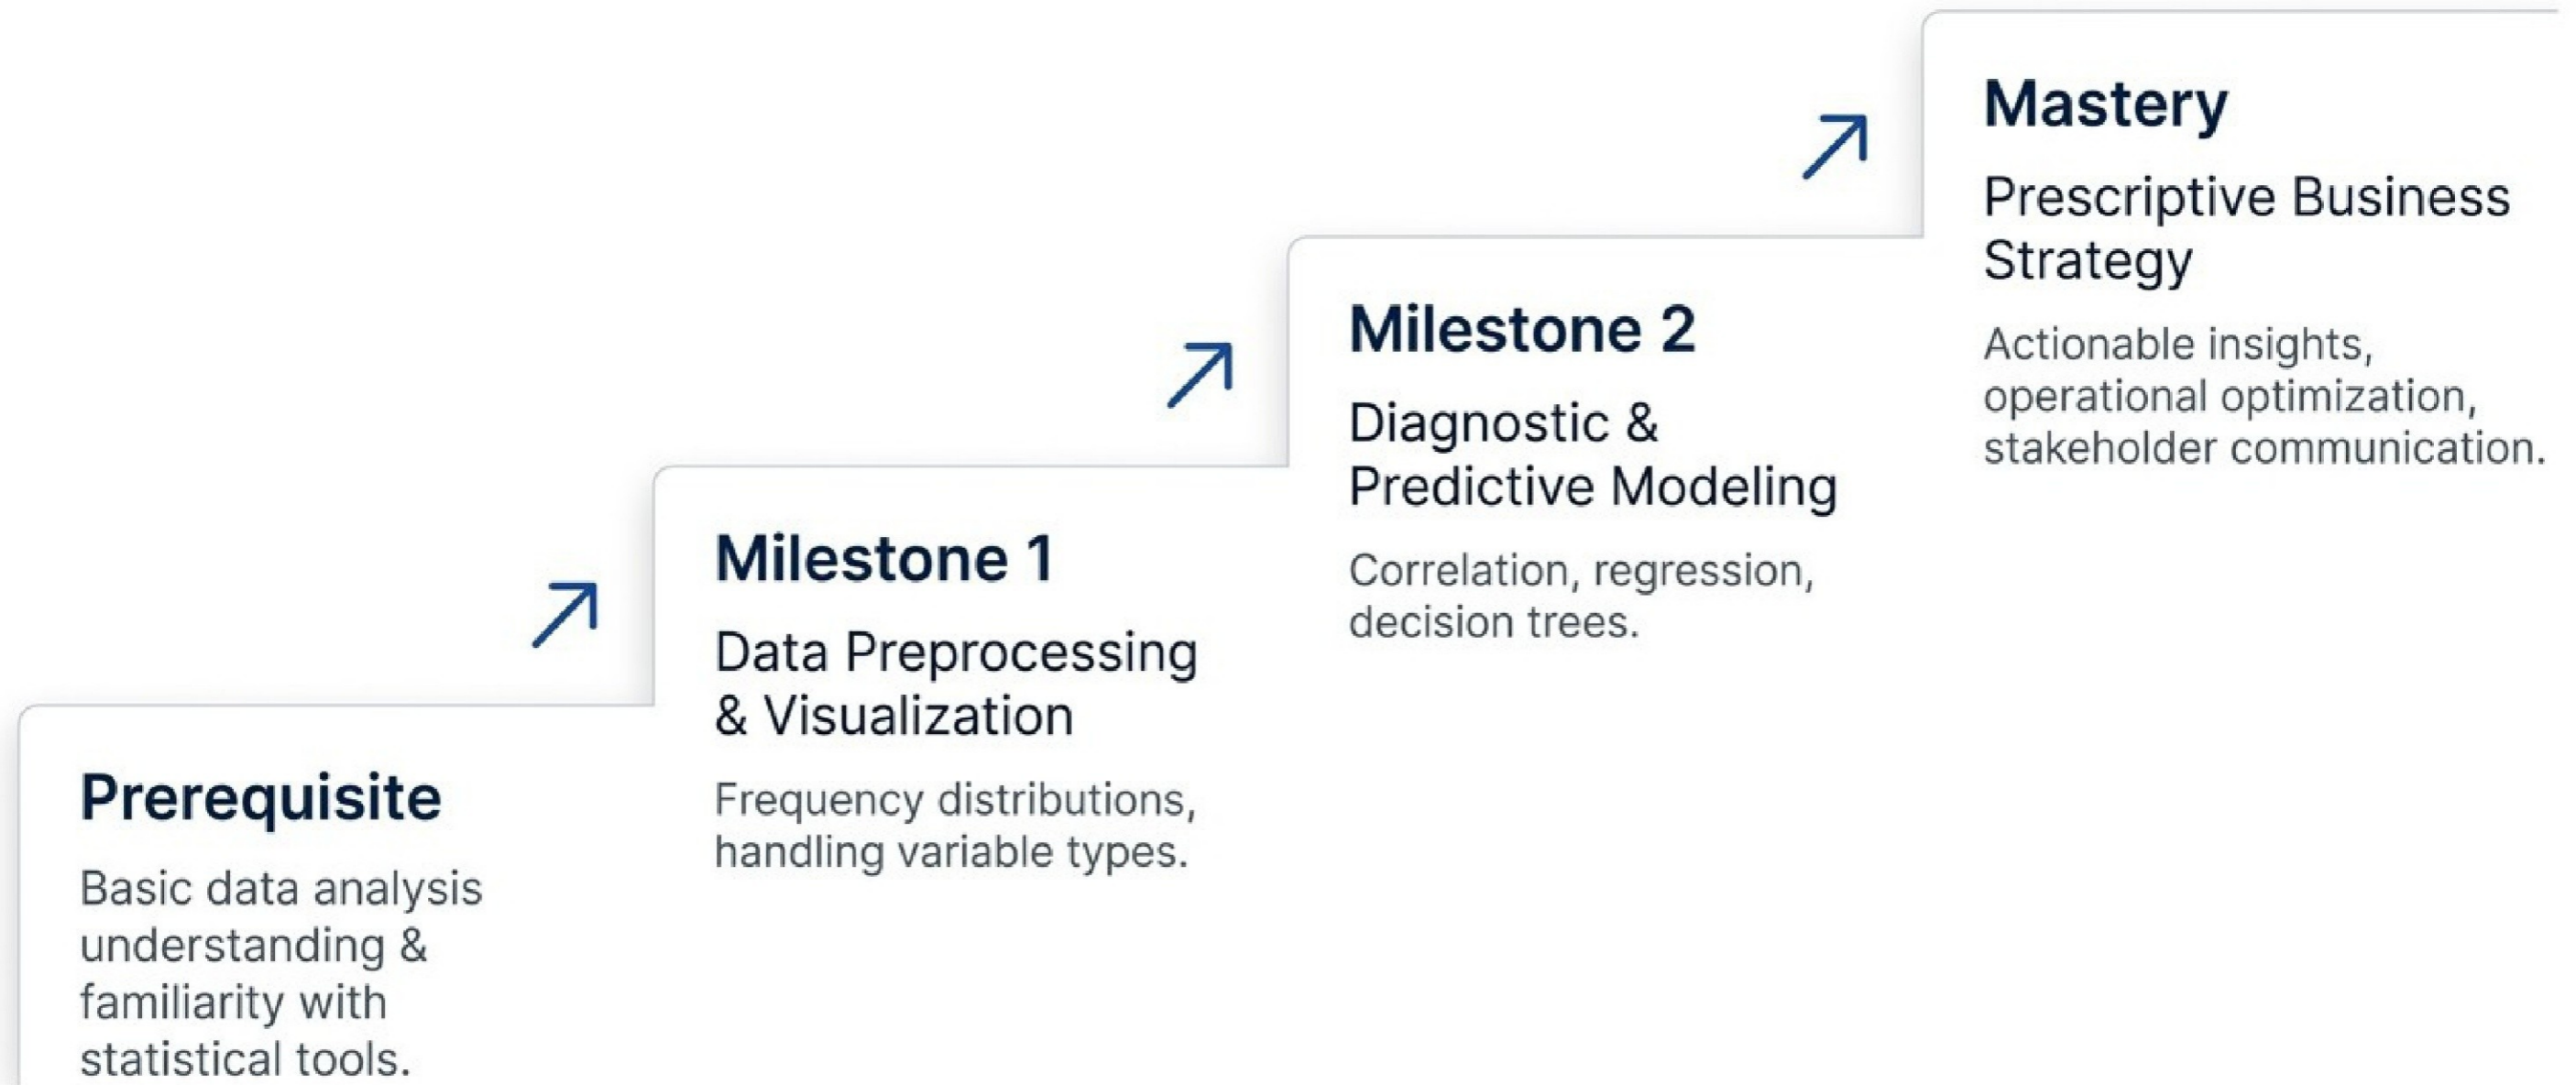 Prerequisite
Basic data analysis
understanding &
familiarity with
statistical tools.
Milestone 1
Data Preprocessing
& Visualization
Frequency distributions,
handling variable types.
Milestone 2
Diagnostic &
Predictive Modeling
Correlation, regression,
decision trees.
Mastery
Prescriptive Business
Strategy
Actionable insights,
operational optimization,
stakeholder communication.